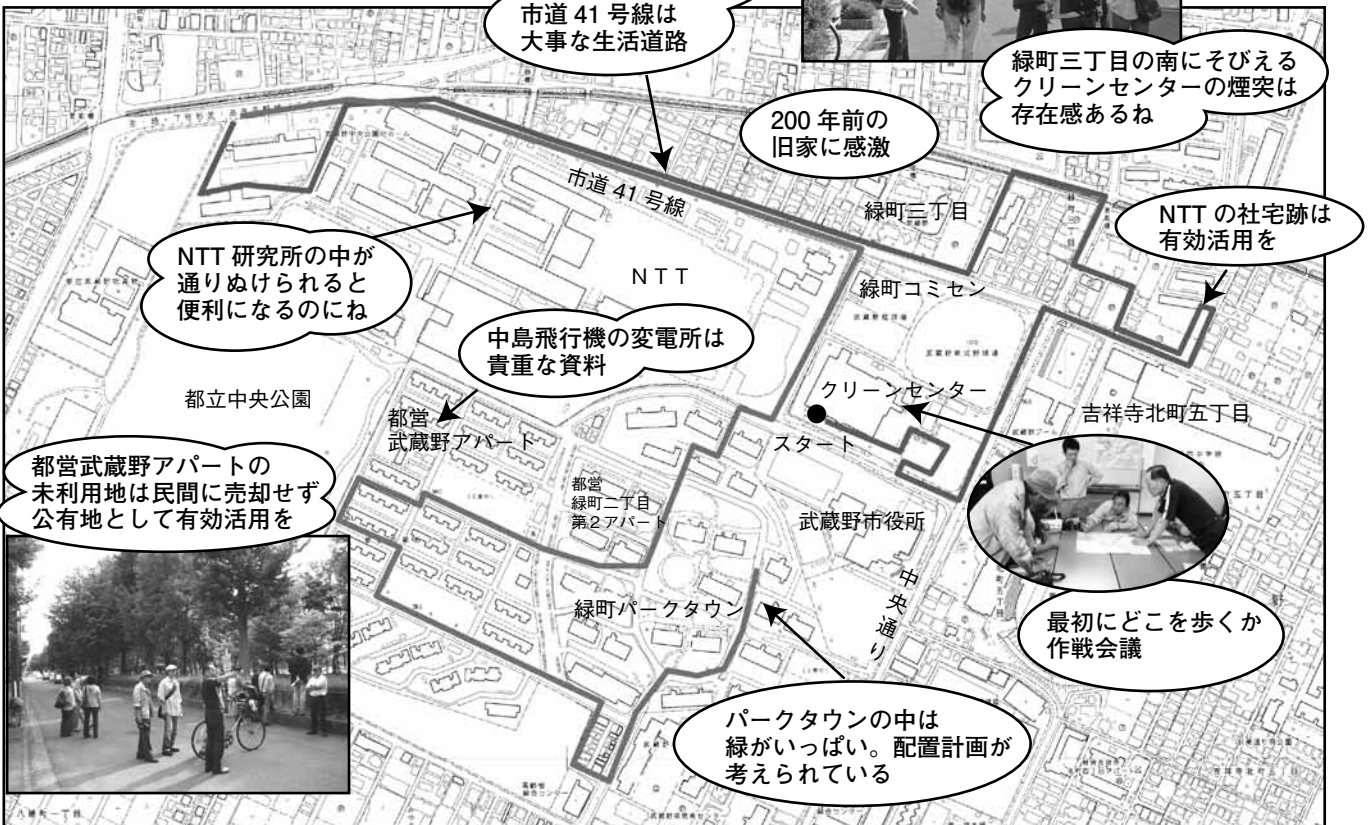 市道 41 号線は
大事な生活道路
緑町三丁目の南にそびえる
クリーンセンターの煙突は
存在感あるね
200 年前の
旧家に感激
市道 41 号線
緑町三丁目
NTT の社宅跡は
有効活用を
NTT 研究所の中が
通りぬけられると
便利になるのにね
NTT
緑町コミセン
中島飛行機の変電所は
貴重な資料
クリーンセンター
都立中央公園
都営
武蔵野アパート
スタート
吉祥寺北町五丁目
都営武蔵野アパートの
未利用地は民間に売却せず
公有地として有効活用を
都営
緑町二丁目
第2アパート
武蔵野市役所
中央通り
緑町パークタウン
最初にどこを歩くか
作戦会議
パークタウンの中は
緑がいっぱい。配置計画が
考えられている
八幡町一丁目